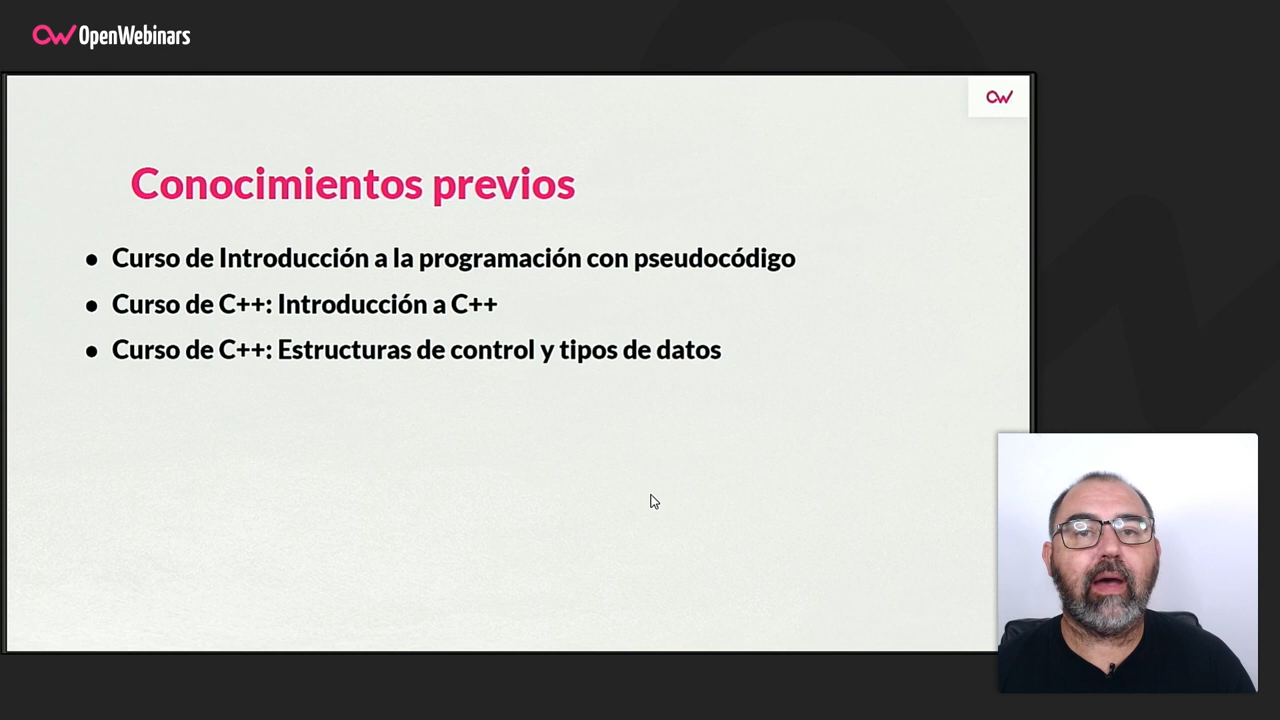 OpenWebinars
Conocimientos previos
• Curso de Introducción a la programación con pseudocódigo
• Curso de C++: Introducción a C++
• Curso de C++: Estructuras de control y tipos de datos